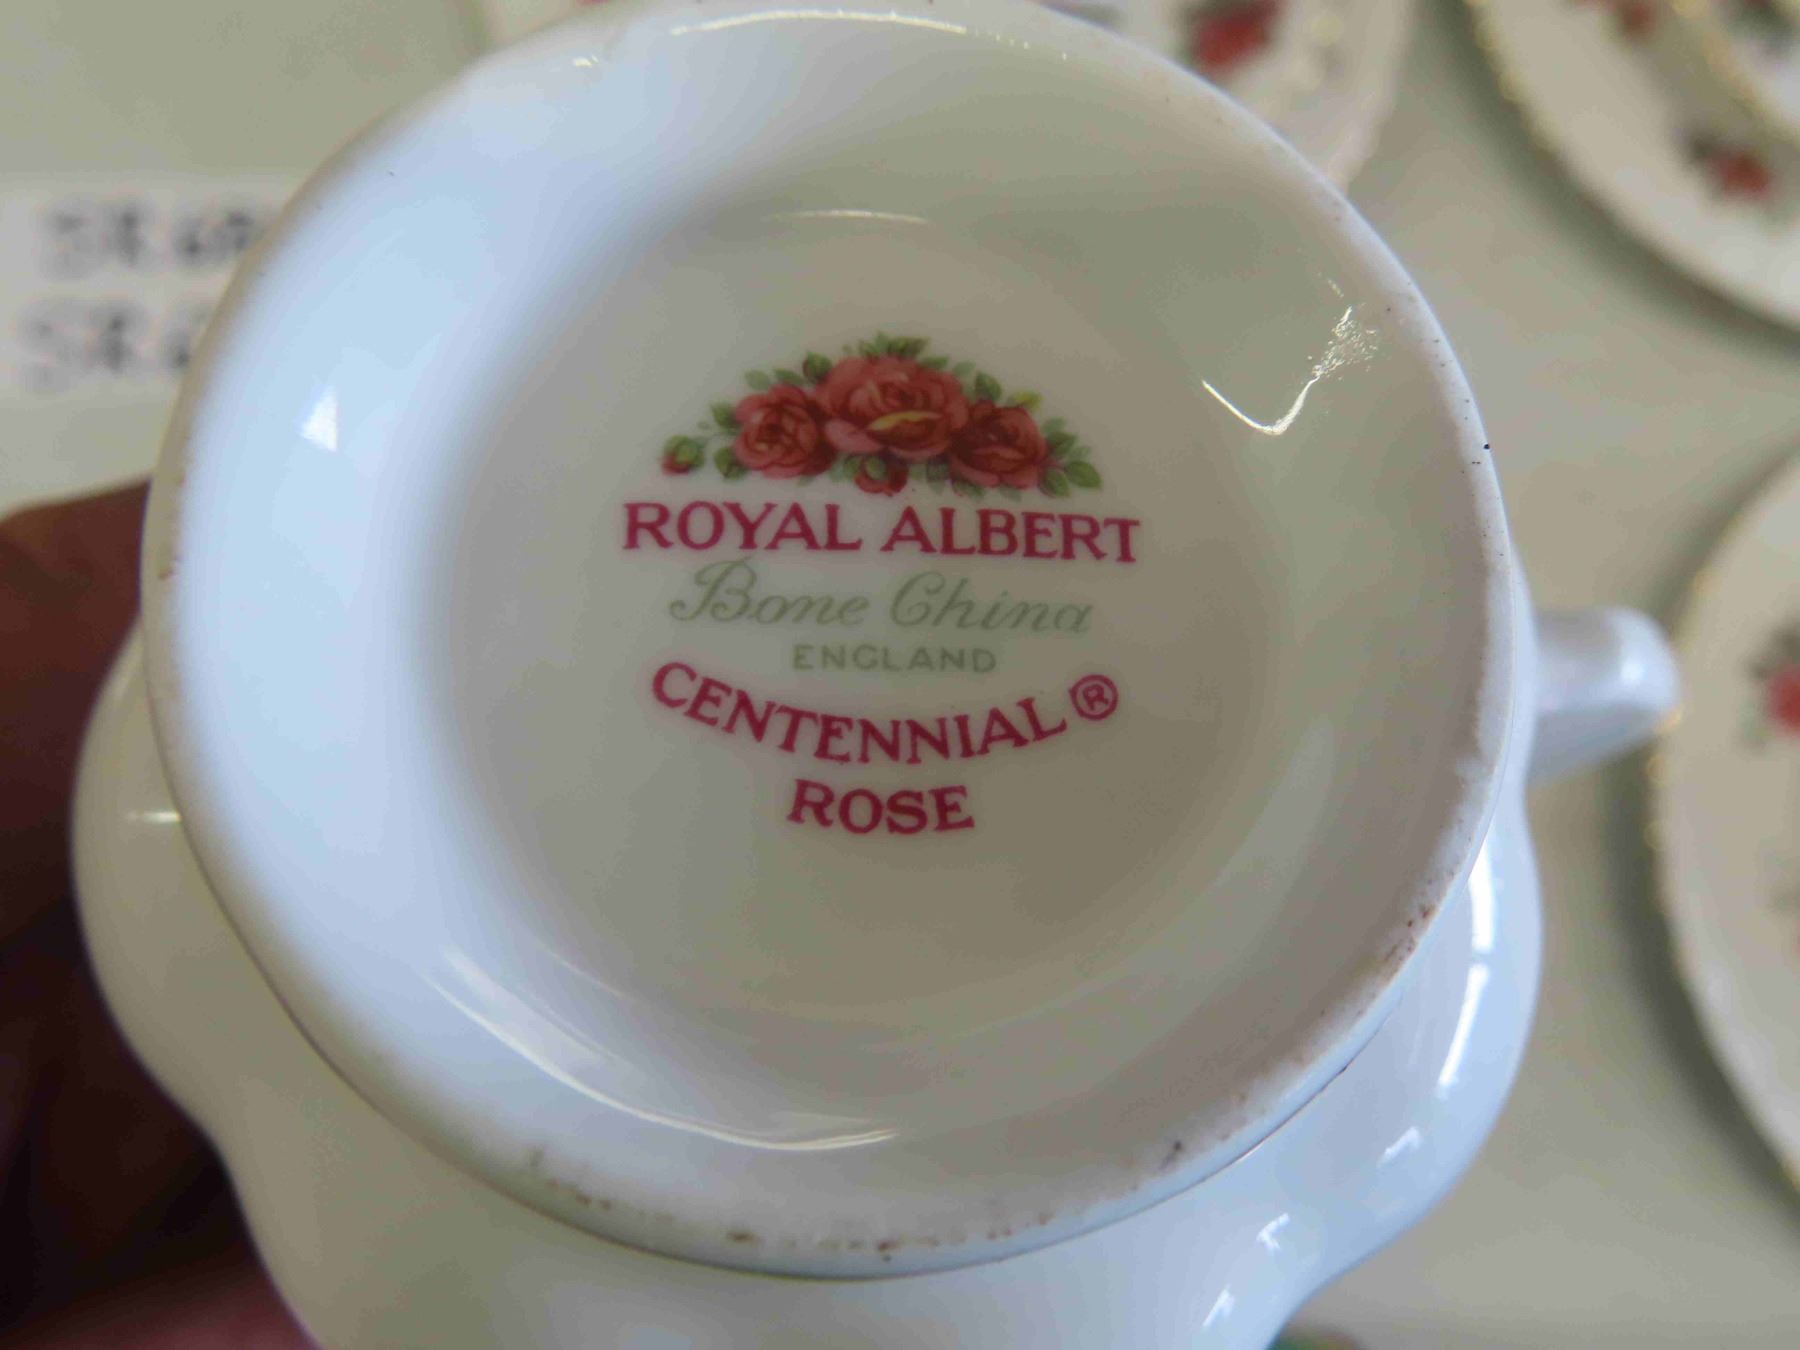 ROYAL ALBERT
Bone China
ENGLAND
CENTENNIAL ®
ROSE